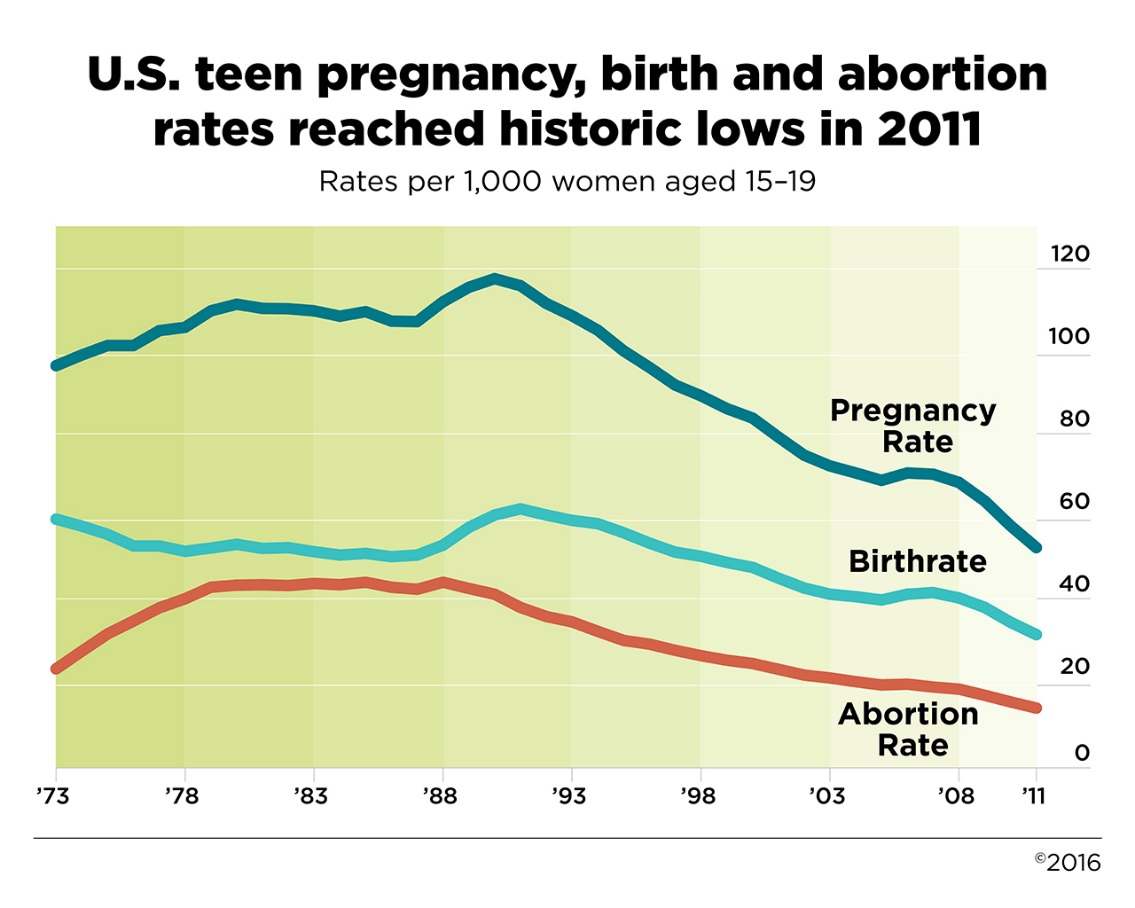 U.S. teen pregnancy, birth and abortion
rates reached historic lows in 2011
Rates per 1,000 women aged 15–19
120
100
Pregnancy
Rate
80
60
Birthrate
40
20
Abortion
Rate
0
’73 ’78 ’83 ’88 ’93 ’98 ’03 ’08 ’11
©2016